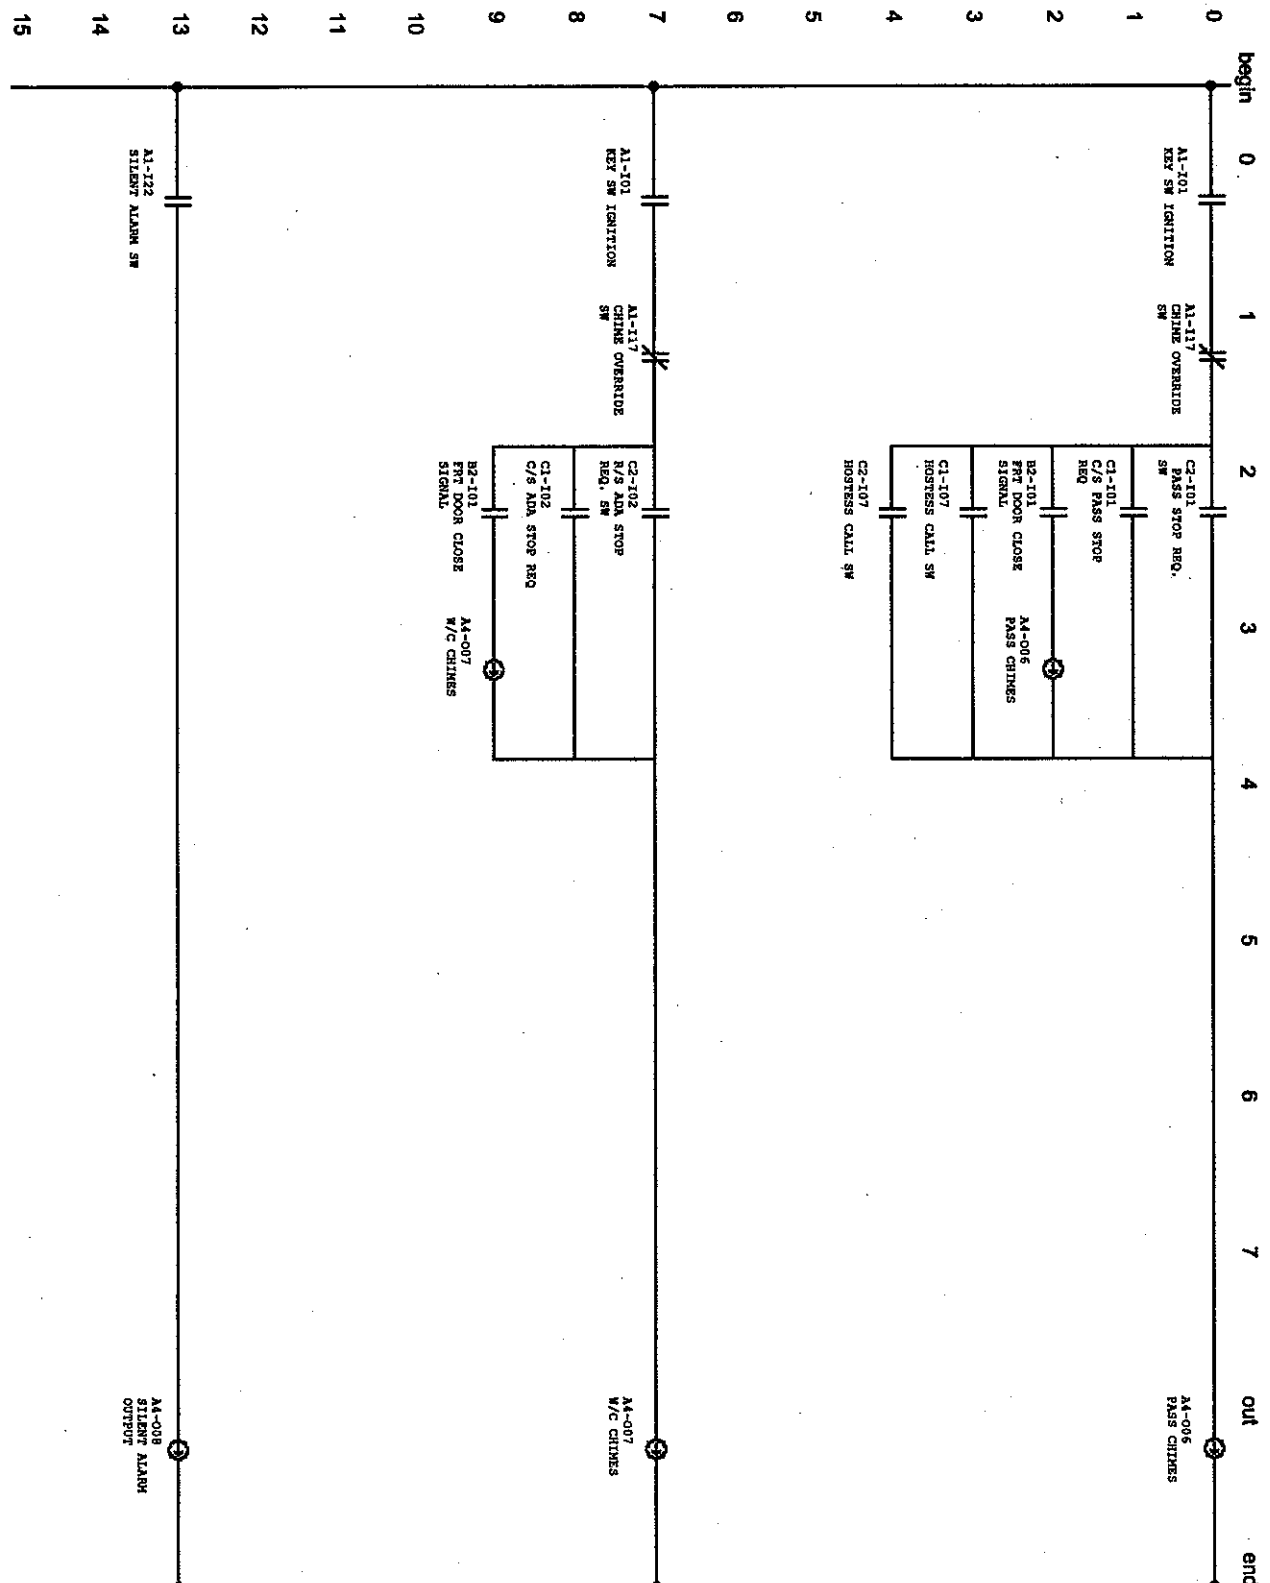 begin 0 1 2 3 4 5 6 7 out end
0
A1-I01
KEY SW IGNITION
A1-I17
CHIME OVERRIDE
SW
C2-I01
PASS STOP REQ.
SW
A4-O06
PASS CHIMES
1
C1-I01
C/S PASS STOP
REQ
2
B2-I01
FRT DOOR CLOSE
SIGNAL
A4-O06
PASS CHIMES
3
C1-I07
HOSTESS CALL SW
4
C2-I07
HOSTESS CALL SW
5
6
7
A1-I01
KEY SW IGNITION
A1-I17
CHIME OVERRIDE
SW
C2-I02
R/S ADA STOP
REQ. SW
A4-O07
W/C CHIMES
8
C1-I02
C/S ADA STOP REQ
9
B2-I01
FRT DOOR CLOSE
SIGNAL
A4-O07
W/C CHIMES
10
11
12
13
A1-I22
SILENT ALARM SW
A4-O08
SILENT ALARM
OUTPUT
14
15